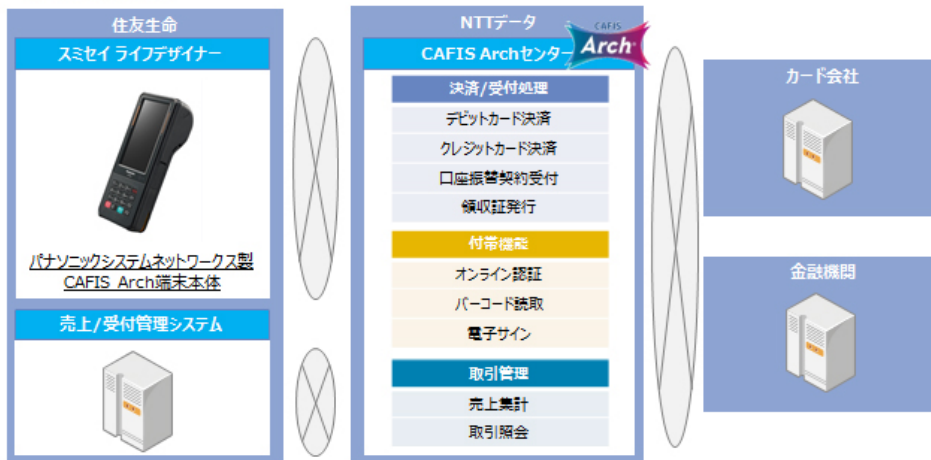 住友生命
スミセイ ライフデザイナー
パナソニックシステムネットワークス製
CAFIS Arch端末本体
売上/受付管理システム
NTTデータ
CAFIS Archセンター
CAFIS
Arch
決済/受付処理
デビットカード決済
クレジットカード決済
口座振替契約受付
領収証発行
付帯機能
オンライン認証
バーコード読取
電子サイン
取引管理
売上集計
取引照会
カード会社
金融機関